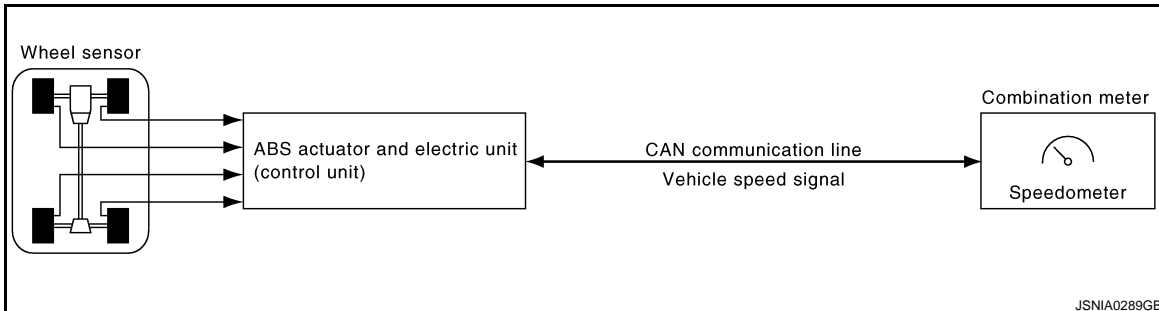 Wheel sensor
ABS actuator and electric unit
(control unit)
CAN communication line
Vehicle speed signal
Combination meter
Speedometer
JSNIA0289GB